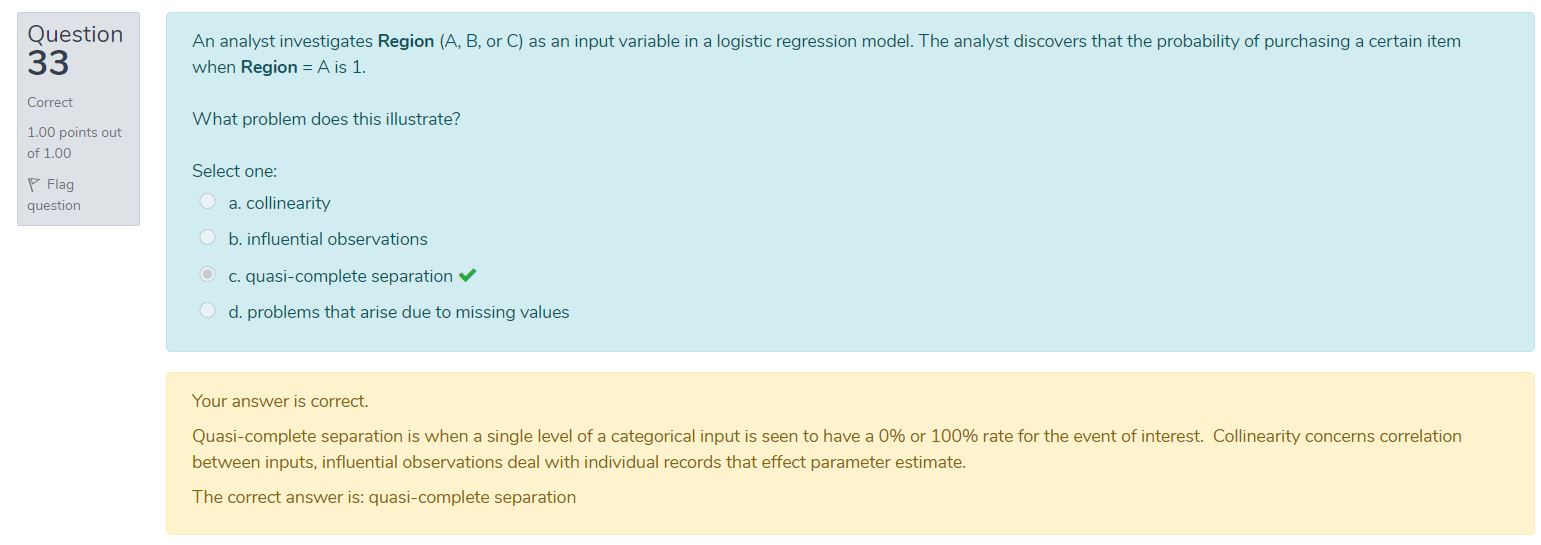 Question
33
Correct
1.00 points out
of 1.00
Flag
question
An analyst investigates Region (A, B, or C) as an input variable in a logistic regression model. The analyst discovers that the probability of purchasing a certain item
when Region = A is 1.
What problem does this illustrate?
Select one:
a. collinearity
b. influential observations
c. quasi-complete separation
d. problems that arise due to missing values
Your answer is correct.
Quasi-complete separation is when a single level of a categorical input is seen to have a 0% or 100% rate for the event of interest.  Collinearity concerns correlation
between inputs, influential observations deal with individual records that effect parameter estimate.
The correct answer is: quasi-complete separation